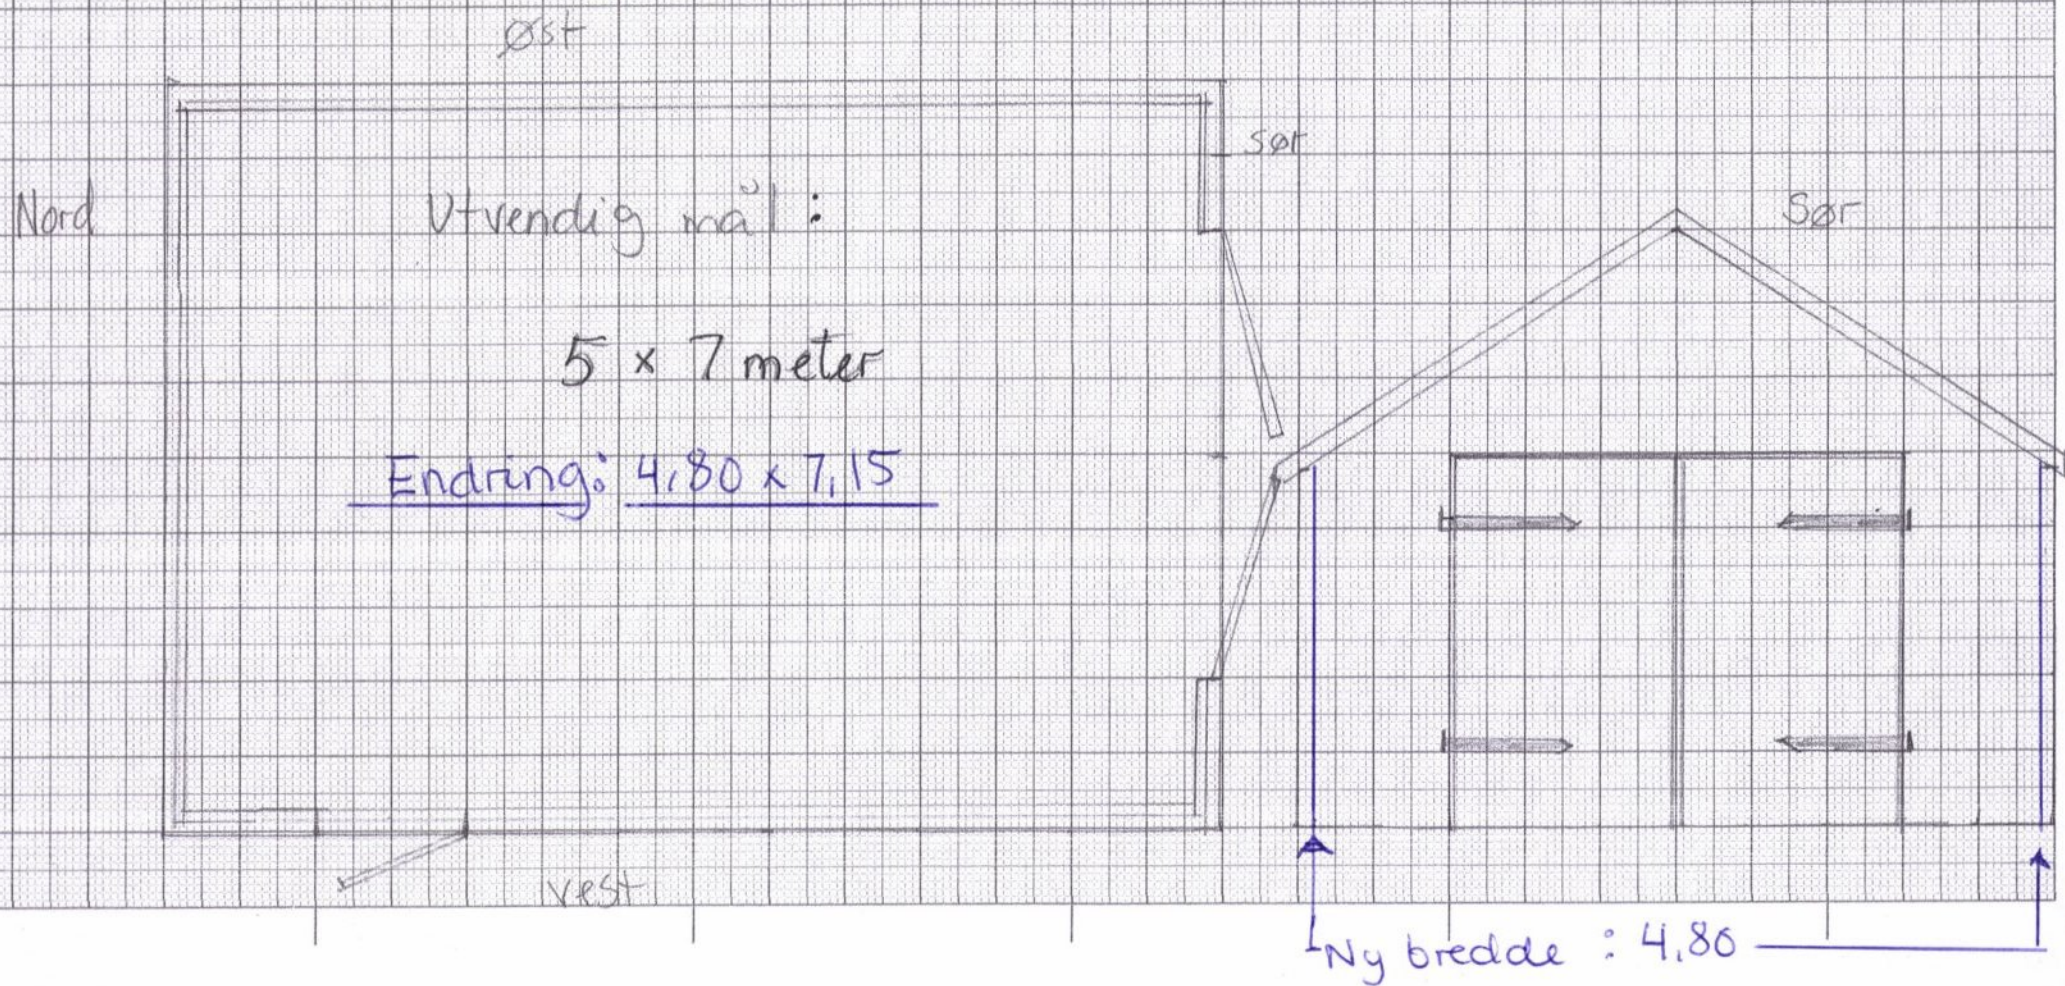 Øst
Sør
Nord
Utvendig mål :
Sør
5 x 7 meter
Endring: 4,80 x 7,15
vest
Ny bredde : 4,80